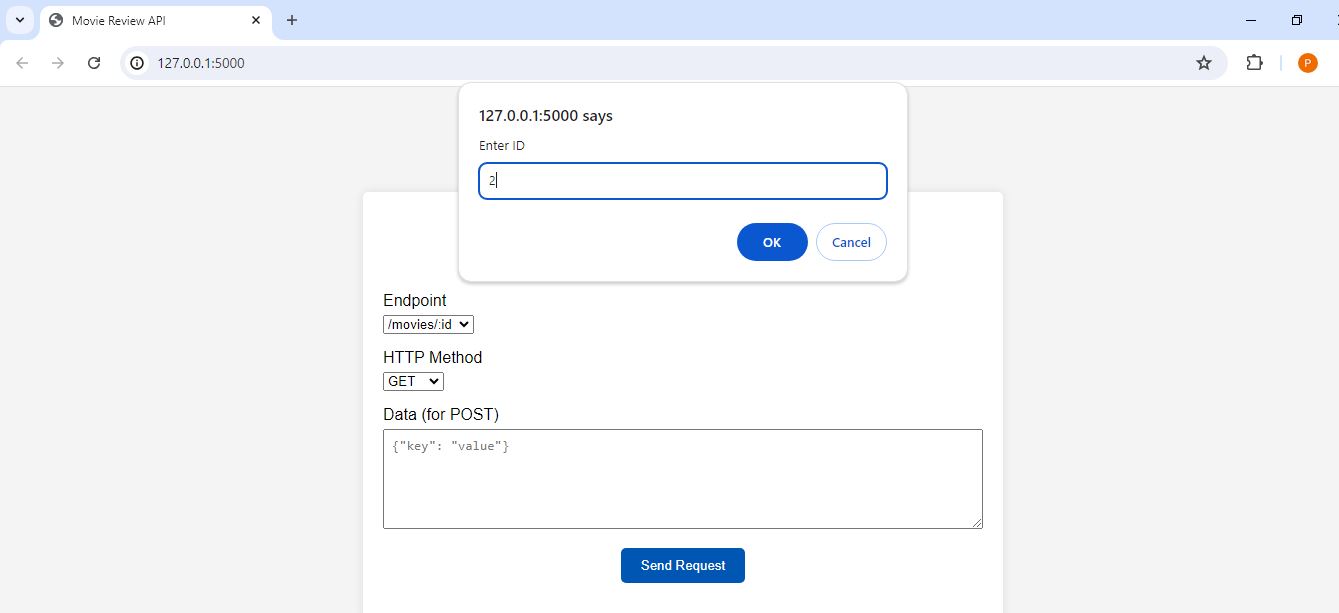 Movie Review API
127.0.0.1:5000
P
127.0.0.1:5000 says
Enter ID
2
OK Cancel
Endpoint
/movies/:id
HTTP Method
GET
Data (for POST)
{"key": "value"}
Send Request